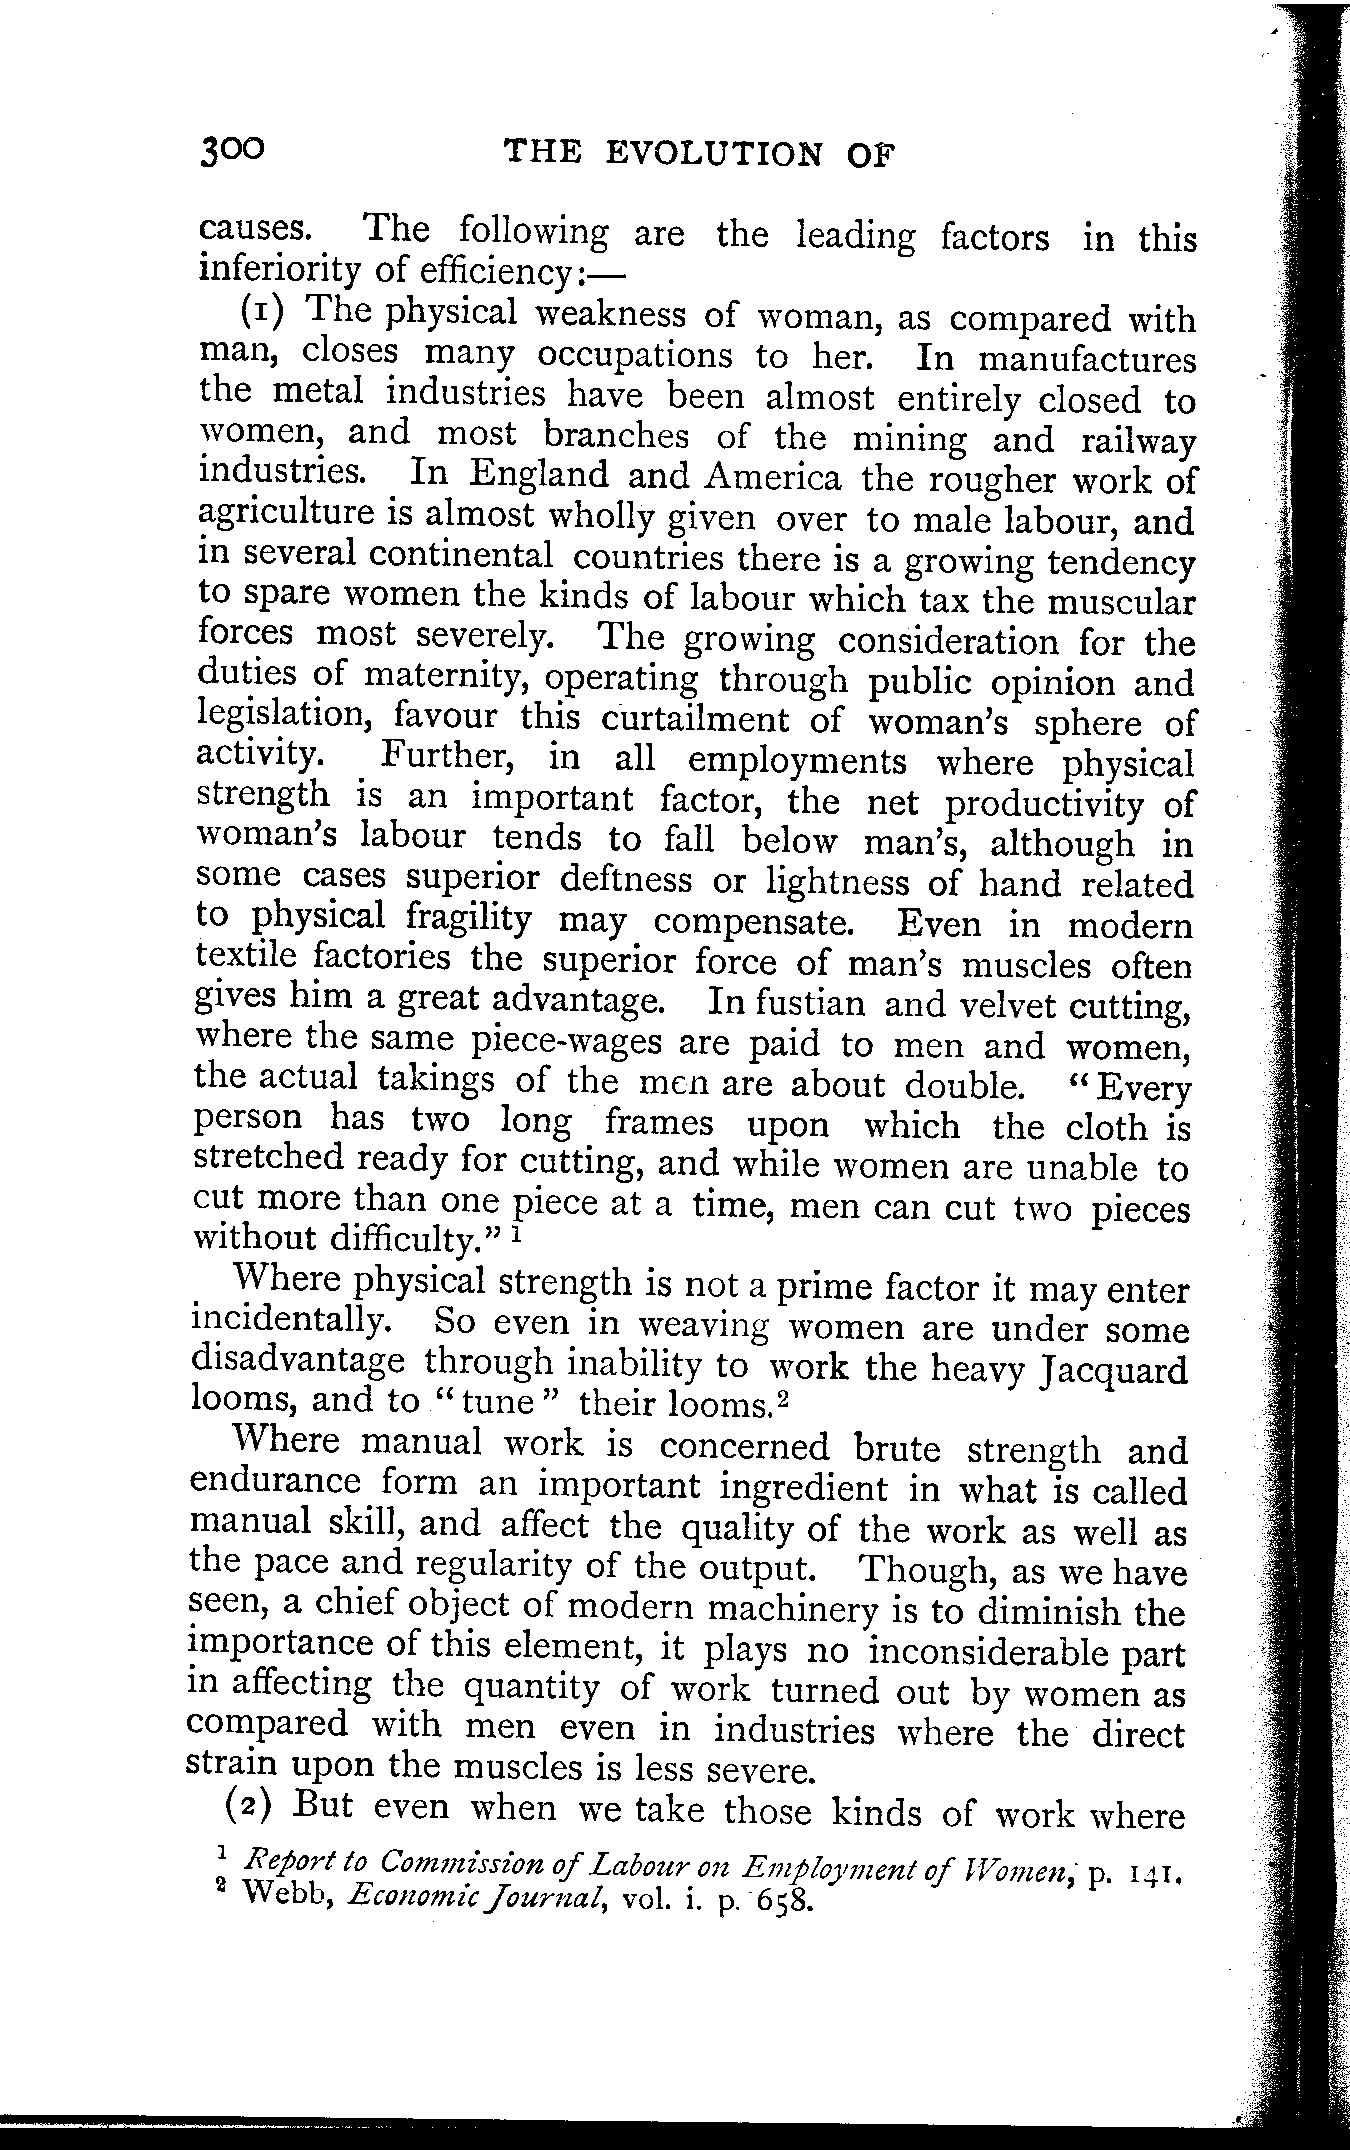 300 THE EVOLUTION OF
causes. The following are the leading factors in this
inferiority of efficiency:—
(1) The physical weakness of woman, as compared with
man, closes many occupations to her. In manufactures
the metal industries have been almost entirely closed to
women, and most branches of the mining and railway
industries. In England and America the rougher work of
agriculture is almost wholly given over to male labour, and
in several continental countries there is a growing tendency
to spare women the kinds of labour which tax the muscular
forces most severely. The growing consideration for the
duties of maternity, operating through public opinion and
legislation, favour this curtailment of woman's sphere of
activity. Further, in all employments where physical
strength is an important factor, the net productivity of
woman's labour tends to fall below man's, although in
some cases superior deftness or lightness of hand related
to physical fragility may compensate. Even in modern
textile factories the superior force of man's muscles often
gives him a great advantage. In fustian and velvet cutting,
where the same piece-wages are paid to men and women,
the actual takings of the men are about double. "Every
person has two long frames upon which the cloth is
stretched ready for cutting, and while women are unable to
cut more than one piece at a time, men can cut two pieces
without difficulty." 1
Where physical strength is not a prime factor it may enter
incidentally. So even in weaving women are under some
disadvantage through inability to work the heavy Jacquard
looms, and to "tune" their looms.2
Where manual work is concerned brute strength and
endurance form an important ingredient in what is called
manual skill, and affect the quality of the work as well as
the pace and regularity of the output. Though, as we have
seen, a chief object of modern machinery is to diminish the
importance of this element, it plays no inconsiderable part
in affecting the quantity of work turned out by women as
compared with men even in industries where the direct
strain upon the muscles is less severe.
(2) But even when we take those kinds of work where
1 Report to Commission of Labour on Employment of Women, p. 141.
2 Webb, Economic Journal, vol. i. p. 658.